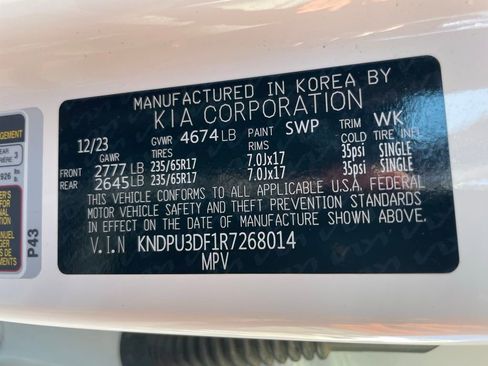 MANUFACTURED IN KOREA BY
KIA CORPORATION
12/23 GVWR 4674LB PAINT SWP TRIM WK
GAWR TIRES RIMS COLD TIRE INFL
FRONT 2777LB 235/65R17 7.0Jx17 35psi SINGLE
REAR 2645LB 235/65R17 7.0Jx17 35psi SINGLE
THIS VEHICLE CONFORMS TO ALL APPLICABLE U.S.A. FEDERAL
MOTOR VEHICLE SAFETY AND THEFT PREVENTION STANDARDS
IN EFFECT ON THE DATE OF MANUFACTURE SHOWN ABOVE.
V.I.N KNDPU3DF1R7268014
MPV
P43